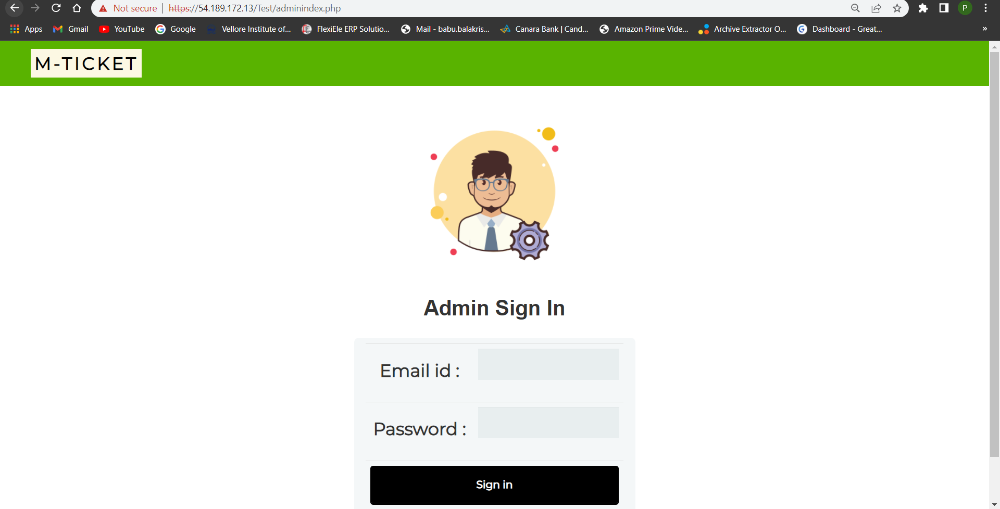 Not secure | https://54.189.172.13/Test/adminindex.php
P
Apps Gmail YouTube Google Vellore Institute of... FlexiEle ERP Solutio... Mail - babu.balakris... Canara Bank | Cand... Amazon Prime Vide... Archive Extractor O... Dashboard - Great... »
M-TICKET
Admin Sign In
Email id :
Password :
Sign in